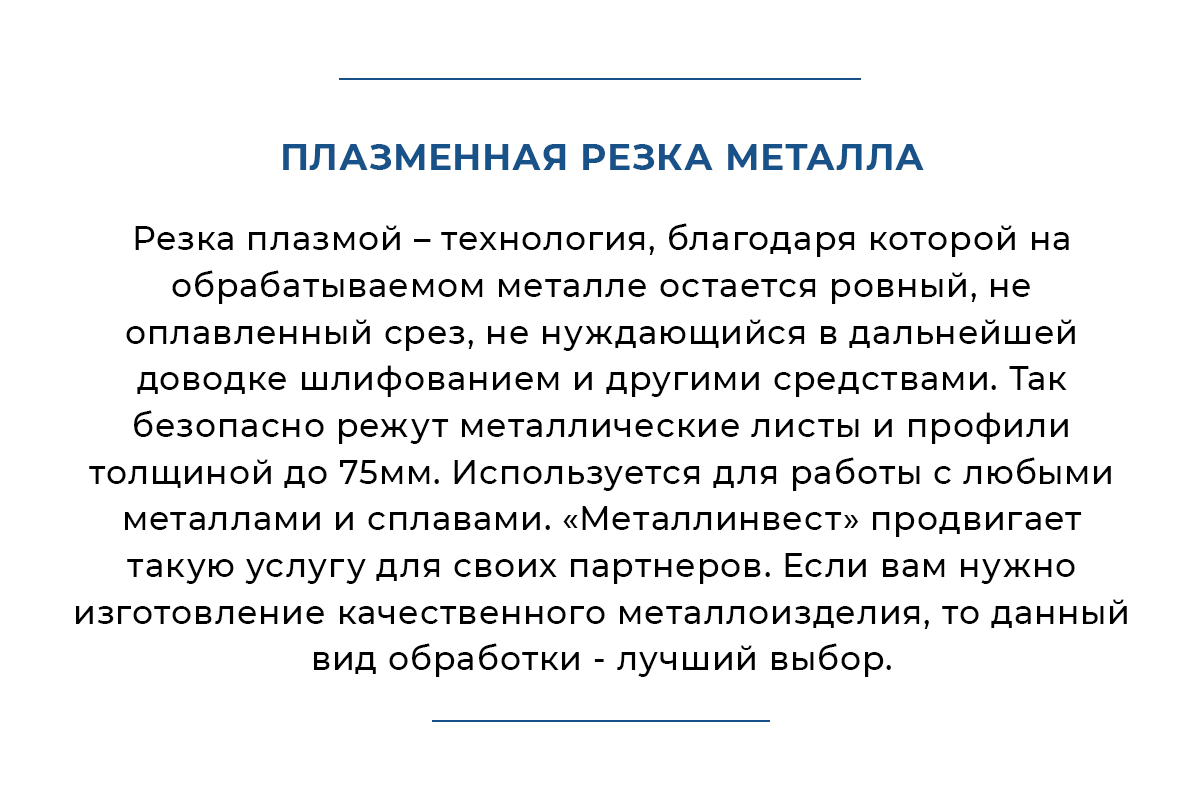 ПЛАЗМЕННАЯ РЕЗКА МЕТАЛЛА
Резка плазмой – технология, благодаря которой на
обрабатываемом металле остается ровный, не
оплавленный срез, не нуждающийся в дальнейшей
доводке шлифованием и другими средствами. Так
безопасно режут металлические листы и профили
толщиной до 75мм. Используется для работы с любыми
металлами и сплавами. «Металлинвест» продвигает
такую услугу для своих партнеров. Если вам нужно
изготовление качественного металлоизделия, то данный
вид обработки - лучший выбор.